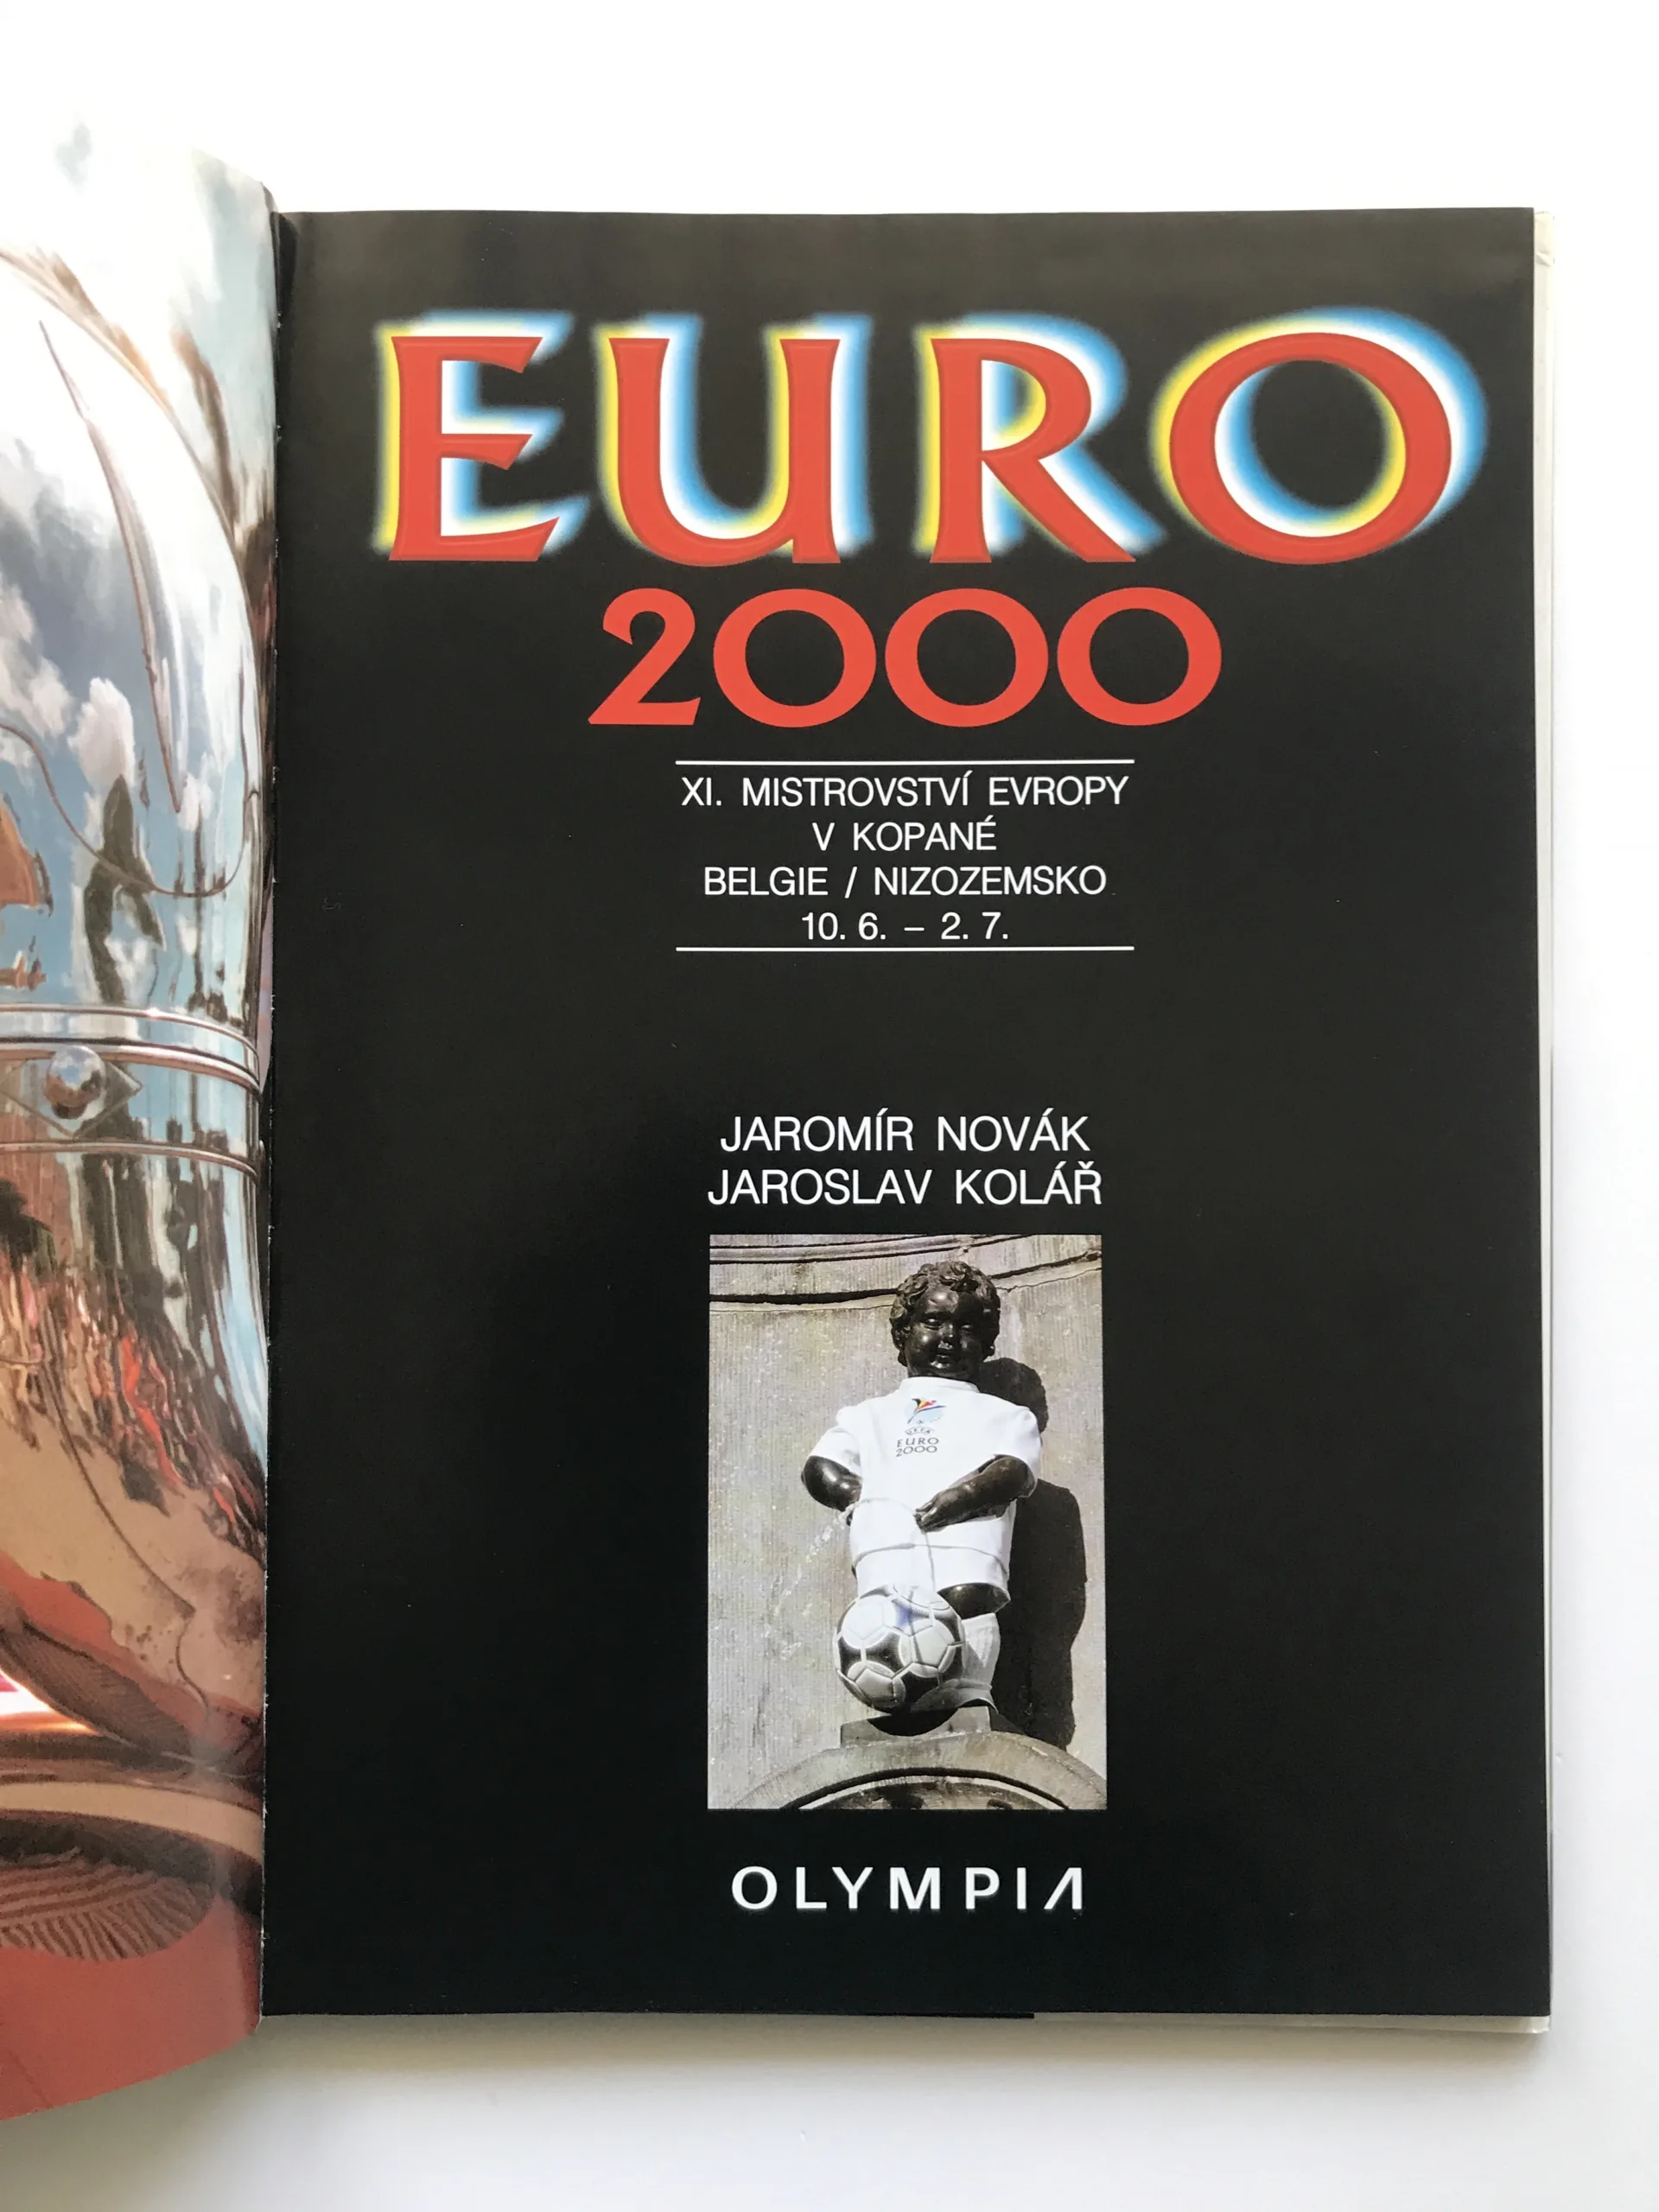 EURO
2000
XI. MISTROVSTVÍ EVROPY
V KOPANÉ
BELGIE / NIZOZEMSKO
10. 6. – 2. 7.
JAROMÍR NOVÁK
JAROSLAV KOLÁŘ
UEFA
EURO
2000
OLYMPIA